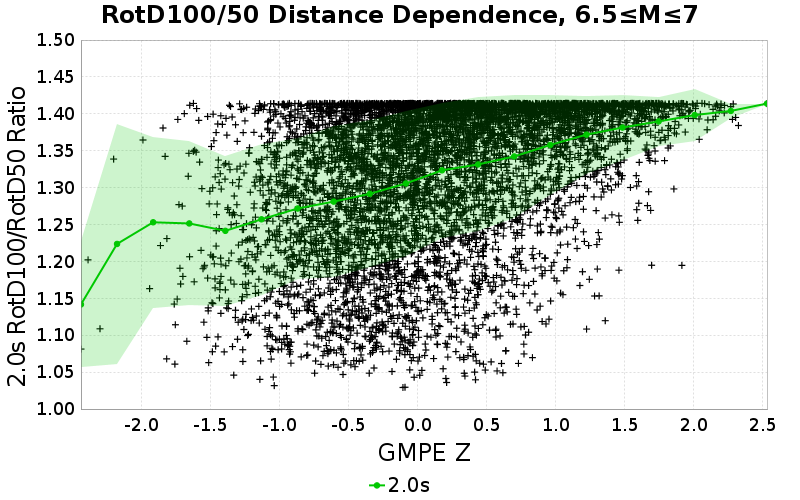 RotD100/50 Distance Dependence, 6.5≤M≤7
2.0s RotD100/RotD50 Ratio
1.50
1.45
1.40
1.35
1.30
1.25
1.20
1.15
1.10
1.05
1.00
-2.0 -1.5 -1.0 -0.5 0.0 0.5 1.0 1.5 2.0 2.5
GMPE Z
2.0s